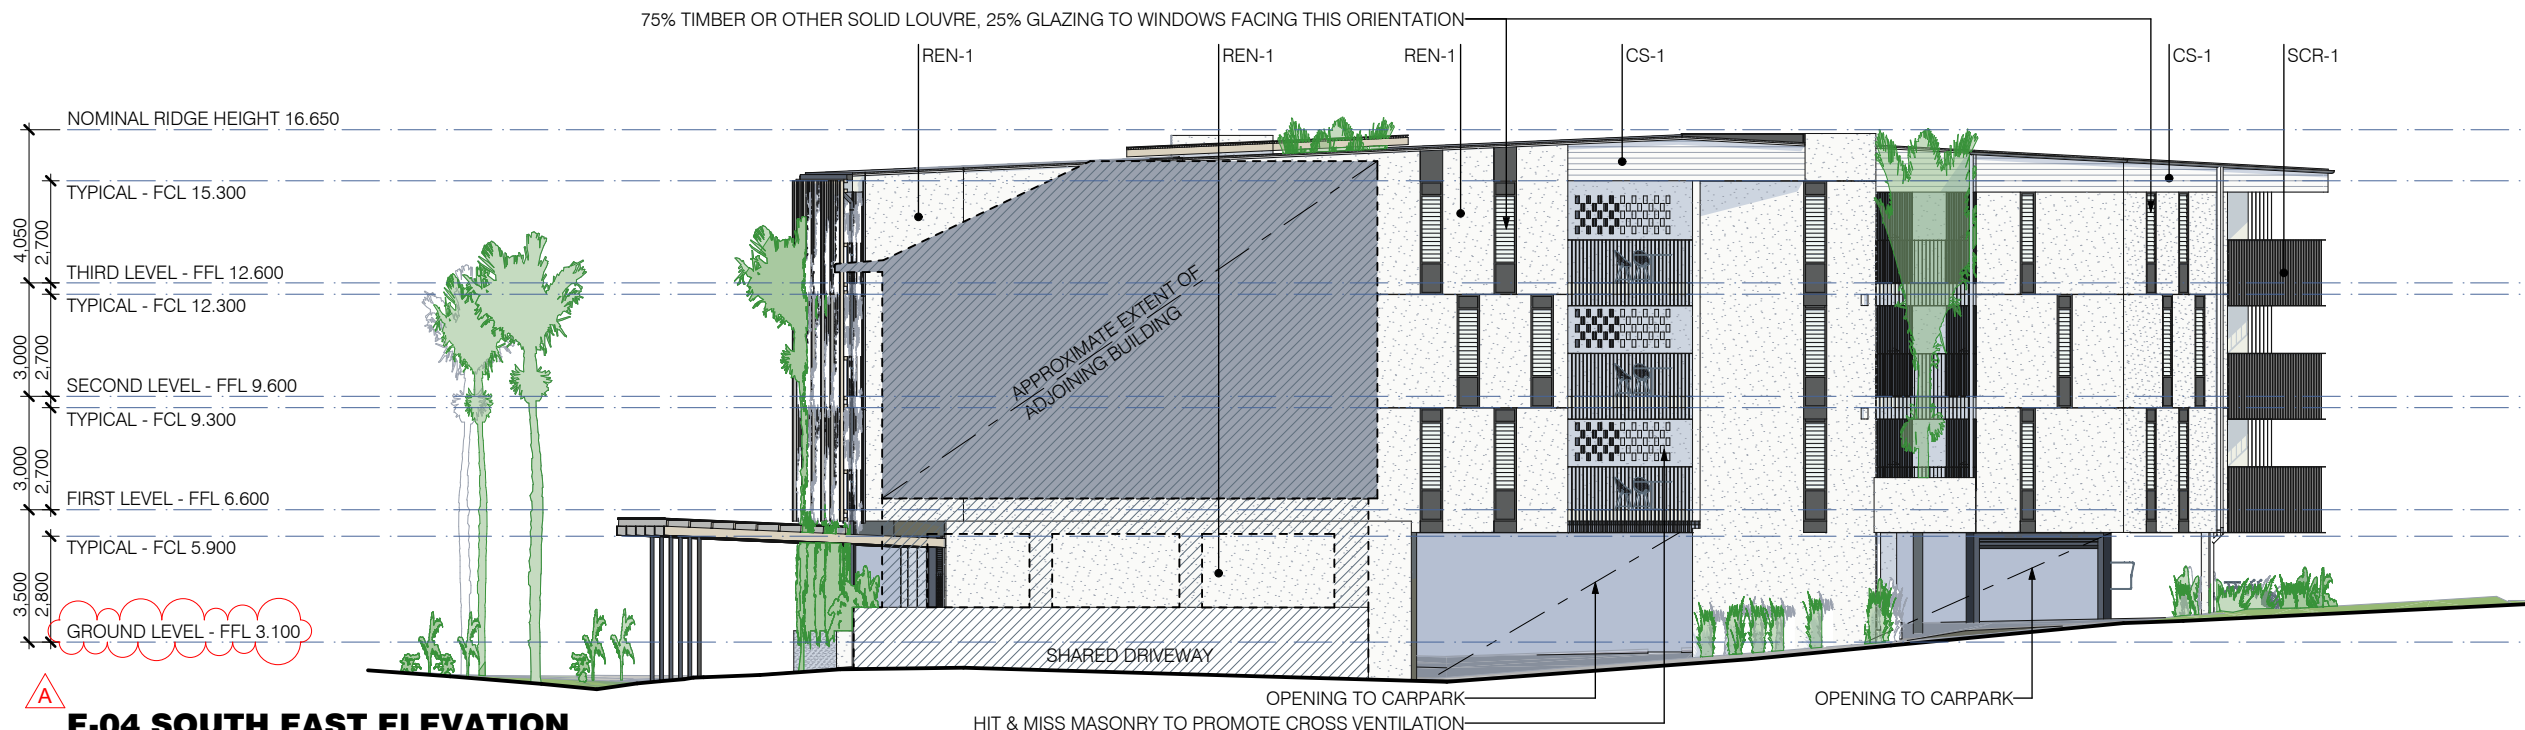 75% TIMBER OR OTHER SOLID LOUVRE, 25% GLAZING TO WINDOWS FACING THIS ORIENTATION
REN-1
REN-1
REN-1
CS-1
CS-1
SCR-1
NOMINAL RIDGE HEIGHT 16.650
TYPICAL - FCL 15.300
4.050
2,700
THIRD LEVEL - FFL 12.600
TYPICAL - FCL 12.300
3.000
2,700
SECOND LEVEL - FFL 9.600
TYPICAL - FCL 9.300
3.000
2,700
FIRST LEVEL - FFL 6.600
TYPICAL - FCL 5.900
3.500
2,800
GROUND LEVEL - FFL 3.100
APPROXIMATE EXTENT OF
ADJOINING BUILDING
SHARED DRIVEWAY
OPENING TO CARPARK
OPENING TO CARPARK
HIT & MISS MASONRY TO PROMOTE CROSS VENTILATION
A
E-04 SOUTH EAST ELEVATION